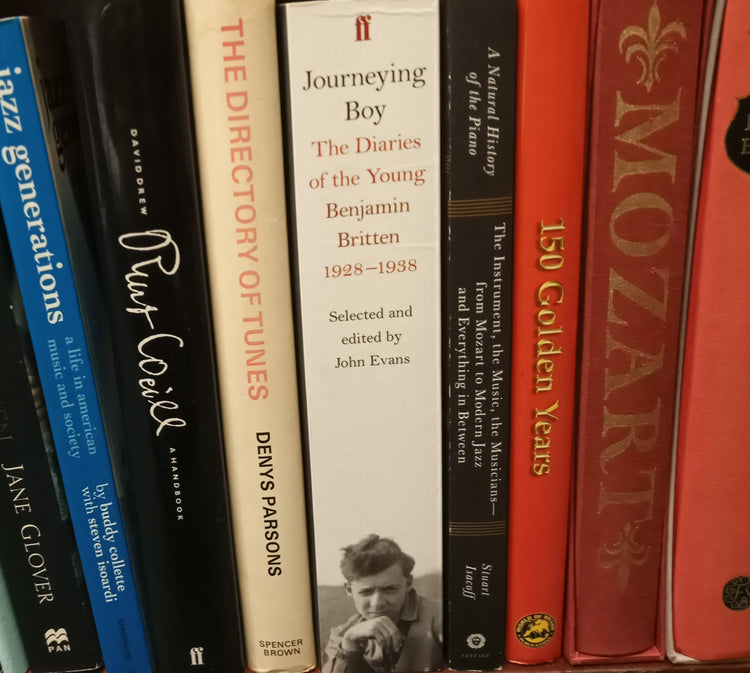 JANE GLOVER
PAN
jazz generations
a life in american
music and society
by buddy collette
with steven isoardi
DAVID DREW
Kurt Weill
A HANDBOOK
ff
THE DIRECTORY OF TUNES
DENYS PARSONS
SPENCER
BROWN
ff
Journeying
Boy
The Diaries
of the Young
Benjamin
Britten
1928–1938
Selected and
edited by
John Evans
A Natural History
of the Piano
The Instrument, the Music, the Musicians—
from Mozart to Modern Jazz
and Everything in Between
Stuart
Isacoff
150 Golden Years
MOZART